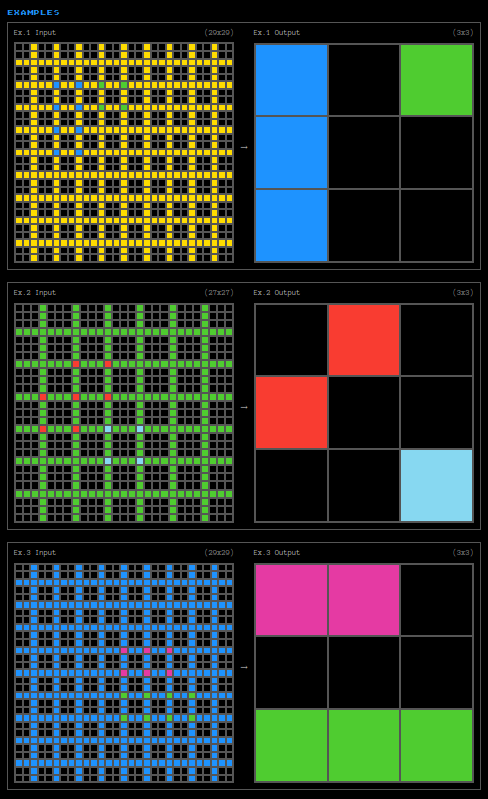 EXAMPLES
Ex.1 Input (29x29)
Ex.1 Output (3x3)
→
Ex.2 Input (27x27)
Ex.2 Output (3x3)
→
Ex.3 Input (29x29)
Ex.3 Output (3x3)
→